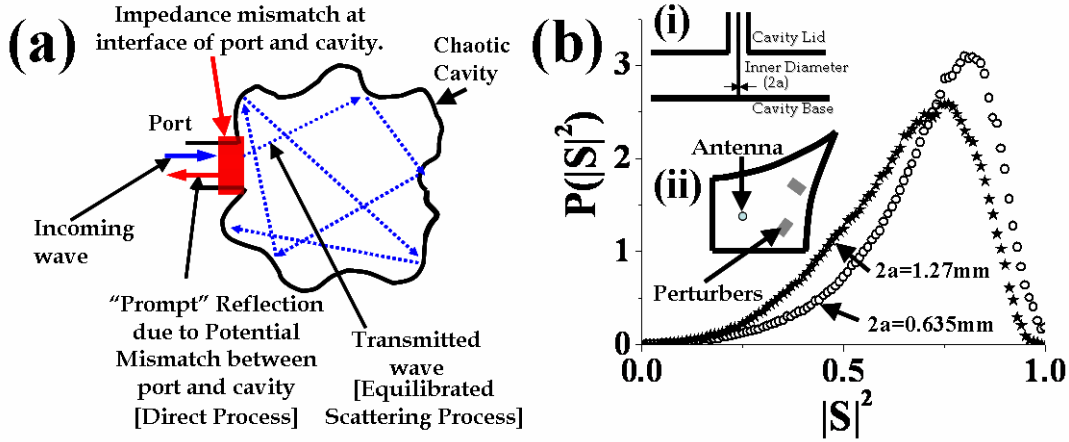 (a)
Impedance mismatch at
interface of port and cavity.
Chaotic
Cavity
Port
Incoming
wave
“Prompt” Reflection
due to Potential
Mismatch between
port and cavity
[Direct Process]
Transmitted
wave
[Equilibrated
Scattering Process]
(b)
(i)
Cavity Lid
Inner Diameter
(2a)
Cavity Base
Antenna
(ii)
Perturbers
2a=1.27mm
2a=0.635mm
P(|S|²)
3
2
1
0
0.0
0.5
1.0
|S|²